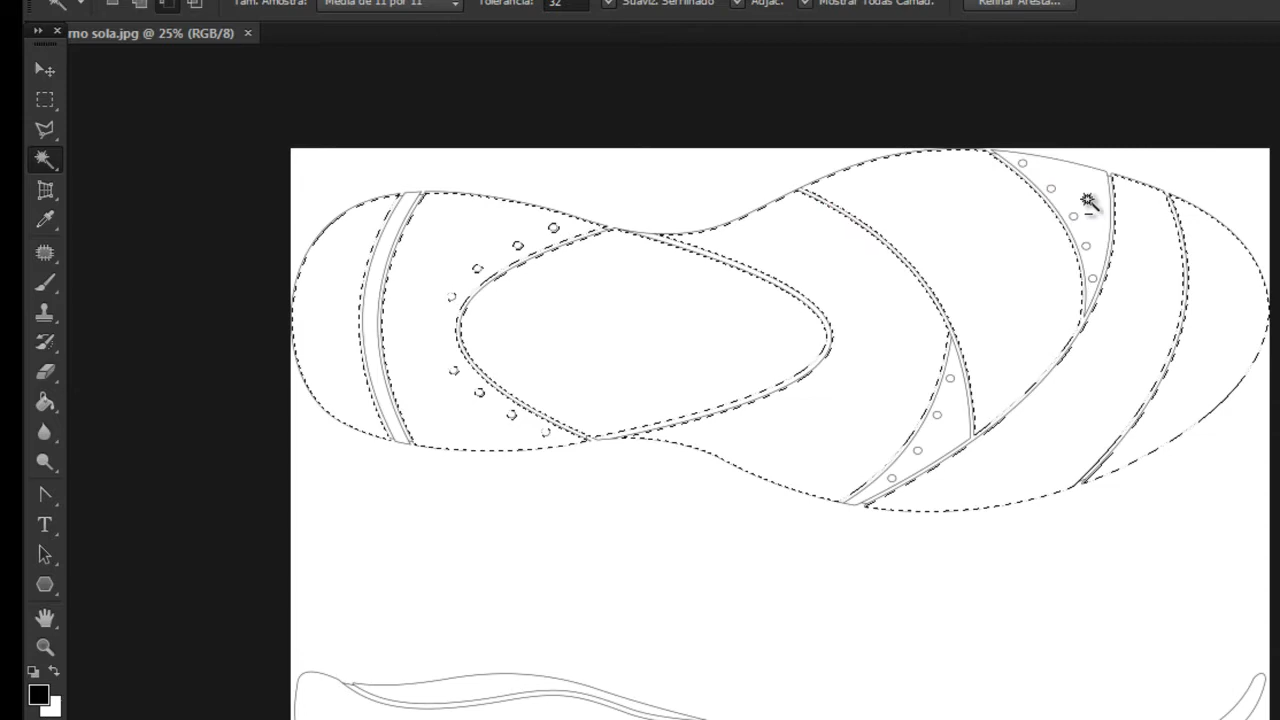 Tam. Amostra: Média de 11 por 11 Tolerância: 32 Suaviz. Serrilhado Adjac. Mostrar Todas Camad. Refinar Aresta...
rmo sola.jpg @ 25% (RGB/8) ×